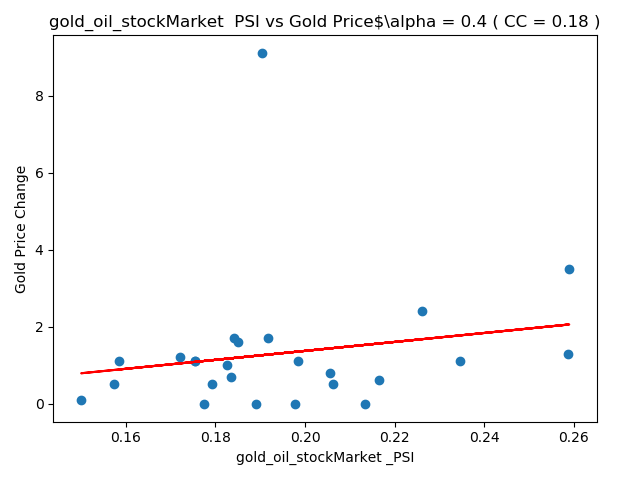 gold_oil_stockMarket  PSI vs Gold Price$\alpha = 0.4 ( CC = 0.18 )
Gold Price Change
8
6
4
2
0
0.16 0.18 0.20 0.22 0.24 0.26
gold_oil_stockMarket _PSI